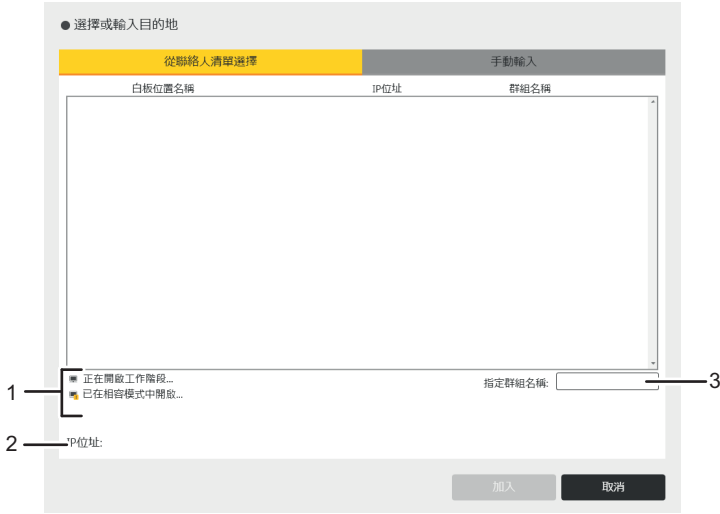 ● 選擇或輸入目的地
從聯絡人清單選擇 手動輸入
白板位置名稱 IP位址 群組名稱
正在開啟工作階段...
指定群組名稱: 3
1 已在相容模式中開啟...
2 IP位址:
加入 取消